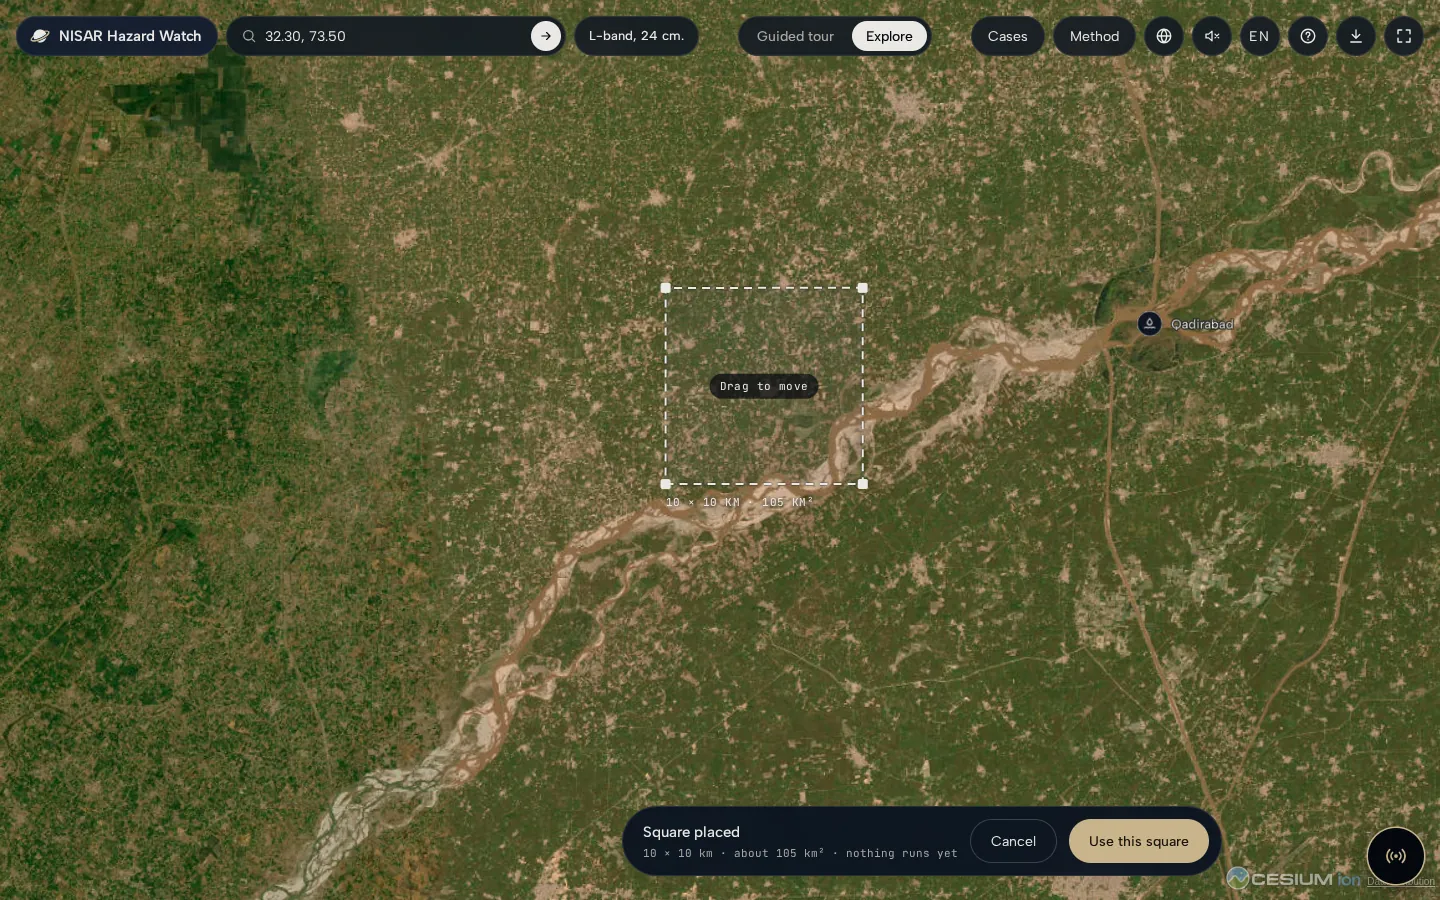 NISAR Hazard Watch
32.30, 73.50
L-band, 24 cm.
Guided tour
Explore
Cases
Method
EN
Qadirabad
Drag to move
10 × 10 KM · 105 KM²
Square placed
10 × 10 km · about 105 km² · nothing runs yet
Cancel
Use this square
CESIUM ion